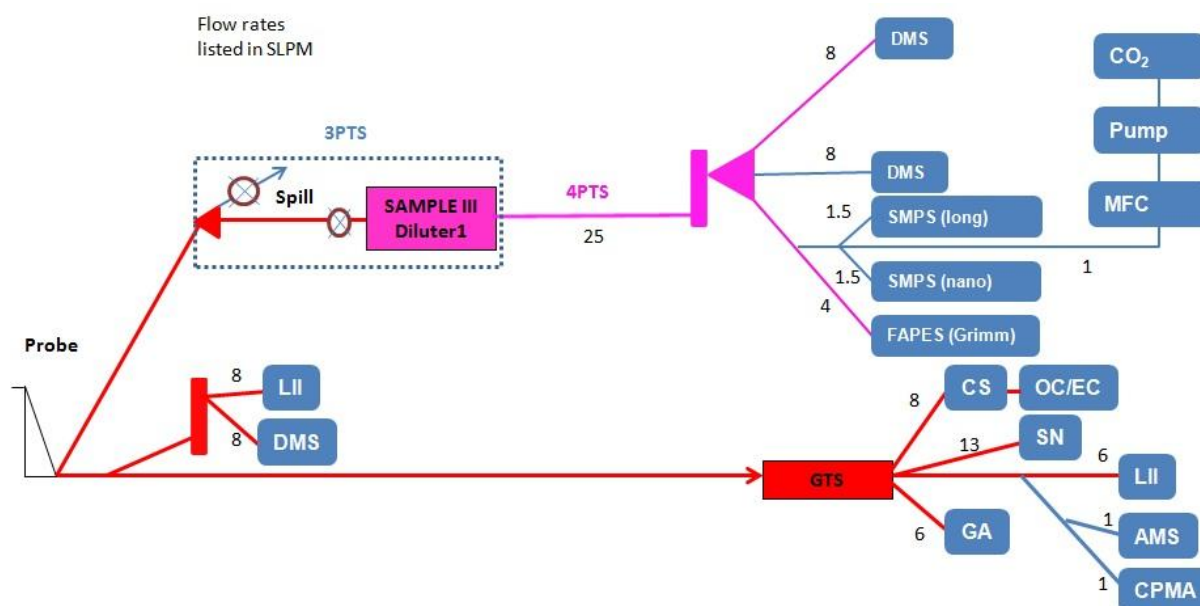 Flow rates
listed in SLPM
8
DMS
CO₂
3PTS
Pump
8
DMS
Spill
SAMPLE III
Diluter1
4PTS
25
1.5
SMPS (long)
MFC
1
1.5
SMPS (nano)
4
FAPES (Grimm)
Probe
8
LII
8
DMS
8
CS
OC/EC
13
SN
GTS
6
LII
6
GA
1
AMS
1
CPMA